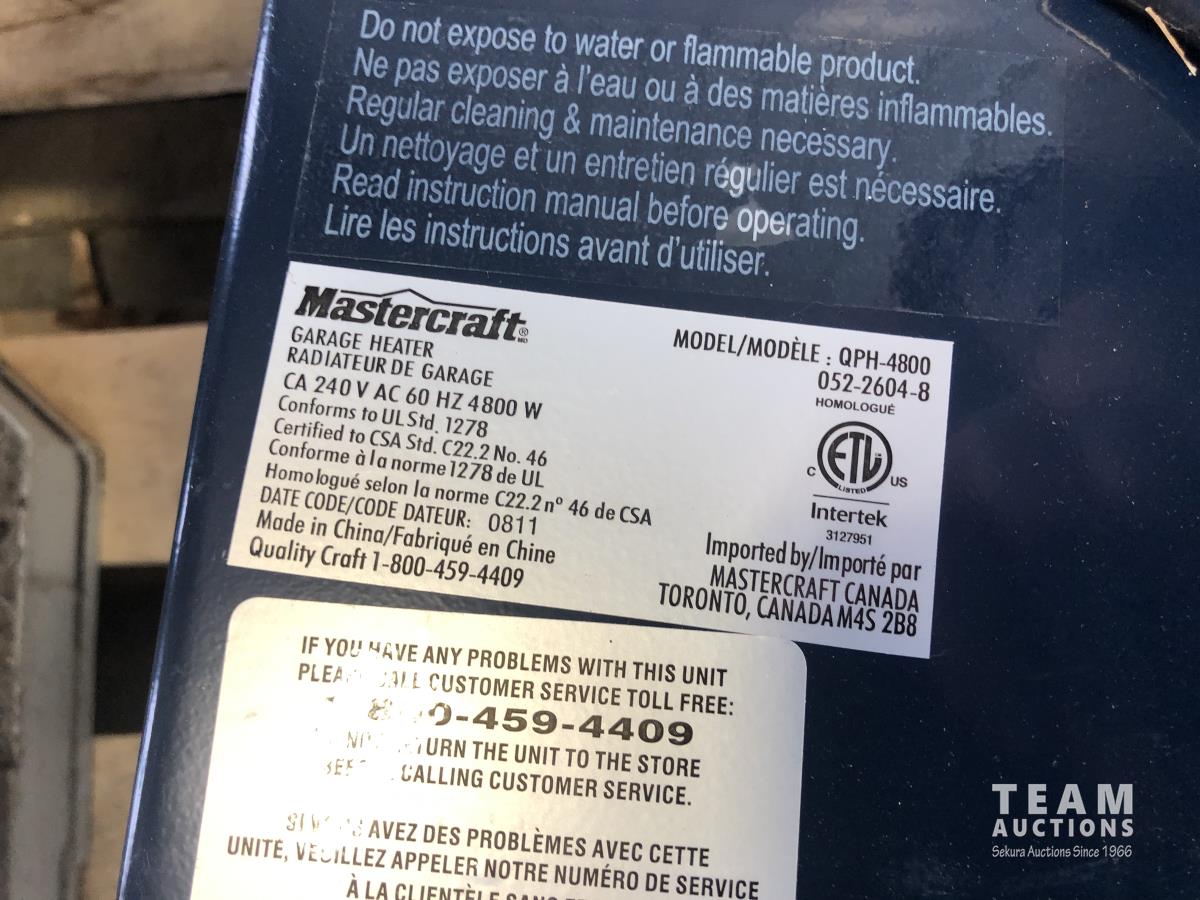 Do not expose to water or flammable product.
Ne pas exposer à l'eau ou à des matières inflammables.
Regular cleaning & maintenance necessary.
Un nettoyage et un entretien régulier est nécessaire.
Read instruction manual before operating.
Lire les instructions avant d'utiliser.
Mastercraft®
MD
GARAGE HEATER
RADIATEUR DE GARAGE
CA 240 V AC 60 HZ 4800 W
Conforms to UL Std. 1278
Certified to CSA Std. C22.2 No. 46
Conforme à la norme 1278 de UL
Homologué selon la norme C22.2 n° 46 de CSA
DATE CODE/CODE DATEUR: 0811
Made in China/Fabriqué en Chine
Quality Craft 1-800-459-4409
MODEL/MODÈLE : QPH-4800
052-2604-8
HOMOLOGUÉ
ETL
LISTED
C US
Intertek
3127951
Imported by/Importé par
MASTERCRAFT CANADA
TORONTO, CANADA M4S 2B8
IF YOU HAVE ANY PROBLEMS WITH THIS UNIT
CUSTOMER SERVICE TOLL FREE:
0-459-4409
THE UNIT TO THE STORE
CALLING CUSTOMER SERVICE.
AVEZ DES PROBLÈMES AVEC CETTE
UNITÉ, VEUILLEZ APPELER NOTRE NUMÉRO DE SERVICE
À LA CLIENTÈLE
TEAM
AUCTIONS
Sekura Auctions Since 1966